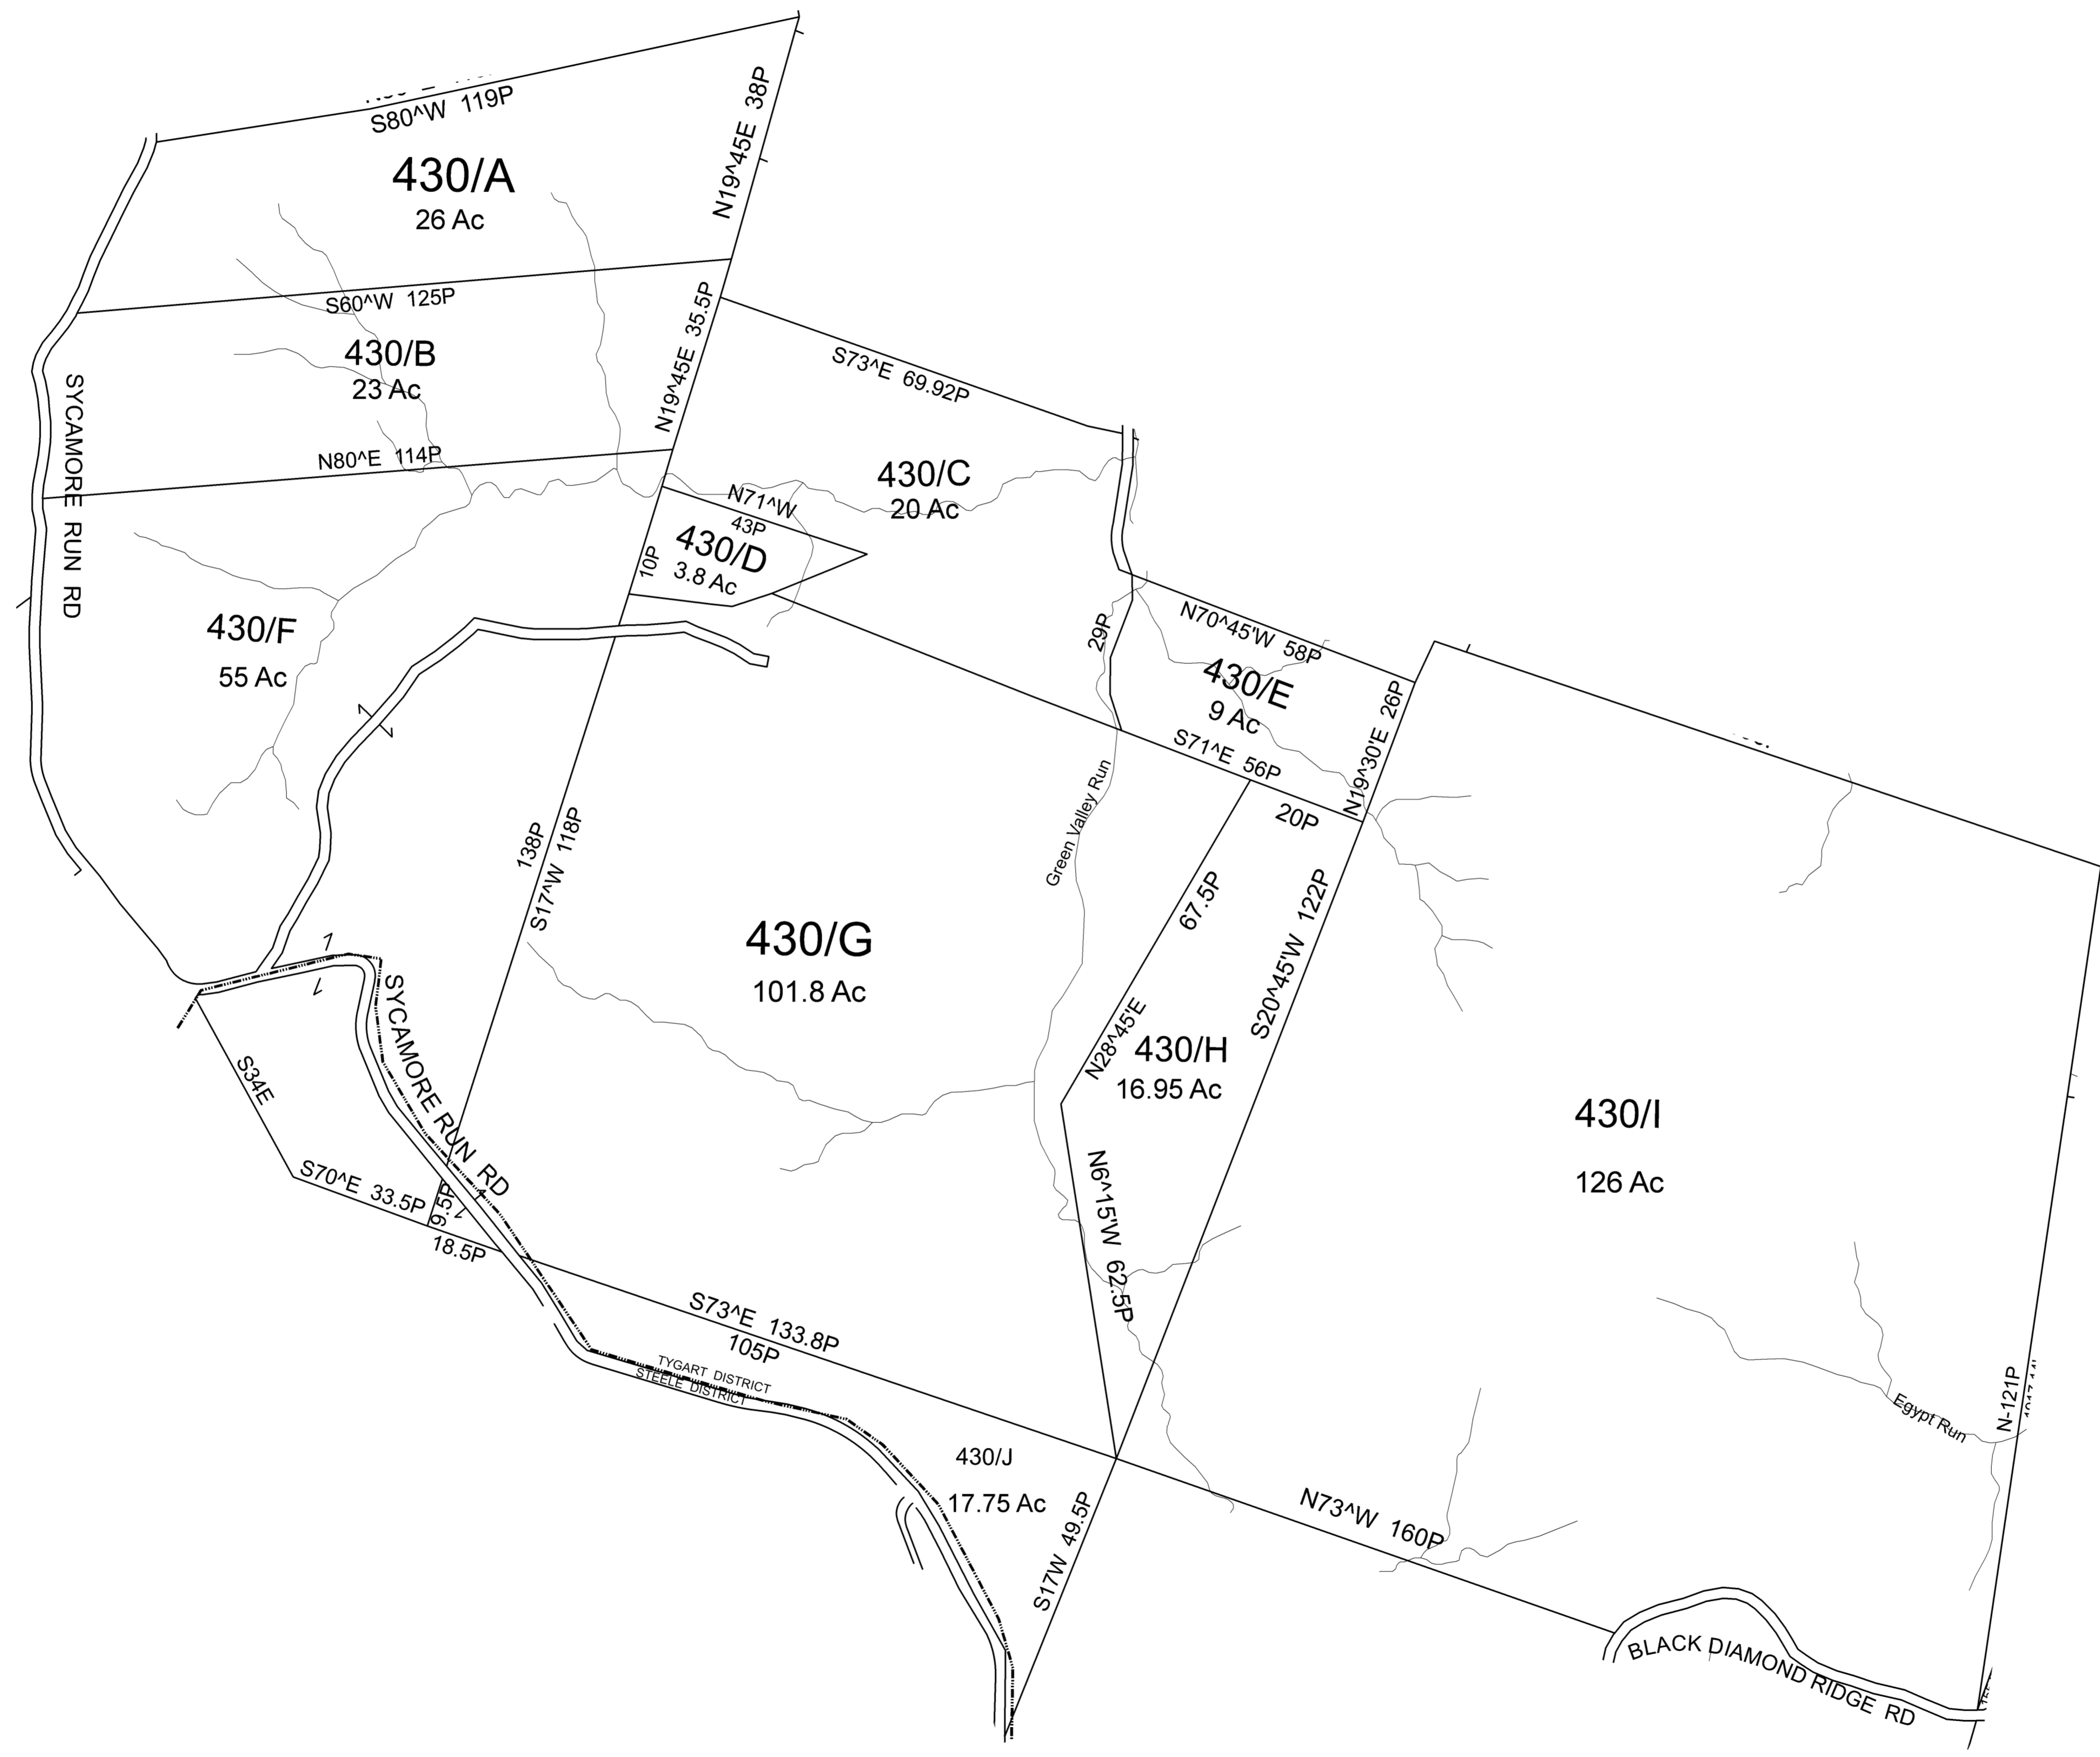 S80^W 119P
N19^45E 38P
430/A
26 Ac
S60^W 125P
430/B
23 Ac
N19^45E 35.5P
S73^E 69.92P
SYCAMORE RUN RD
N80^E 114P
430/C
20 Ac
N71^W
43P
430/D
3.8 Ac
10P
430/F
55 Ac
29P
N70^45'W 58P
430/E
9 Ac
N19^30'E 26P
S71^E 56P
20P
Green Valley Run
138P
S17^W 118P
67.5P
S20^45'W 122P
430/G
101.8 Ac
N28^45'E
430/H
16.95 Ac
430/I
126 Ac
SYCAMORE RUN RD
S34E
S70^E 33.5P
9.5P
18.5P
N6^15'W 62.5P
S73^E 133.8P
105P
TYGART DISTRICT
STEELE DISTRICT
430/J
17.75 Ac
S17W 49.5P
N73^W 160P
Egypt Run
N-121P
BLACK DIAMOND RIDGE RD